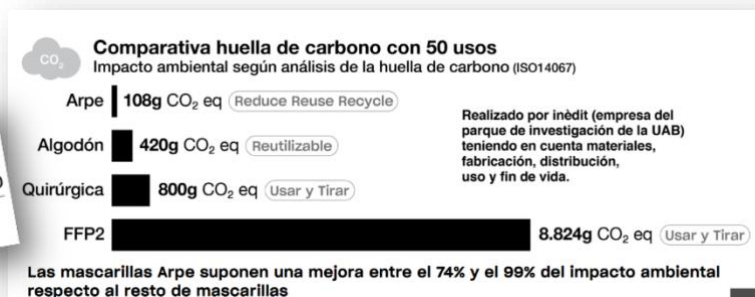 CO2
Comparativa huella de carbono con 50 usos
Impacto ambiental según análisis de la huella de carbono (ISO14067)
Arpe 108g CO₂ eq Reduce Reuse Recycle
Algodón 420g CO₂ eq Reutilizable
Quirúrgica 800g CO₂ eq Usar y Tirar
FFP2 8.824g CO₂ eq Usar y Tirar
Realizado por inèdit (empresa del
parque de investigación de la UAB)
teniendo en cuenta materiales,
fabricación, distribución,
uso y fin de vida.
Las mascarillas Arpe suponen una mejora entre el 74% y el 99% del impacto ambiental
respecto al resto de mascarillas